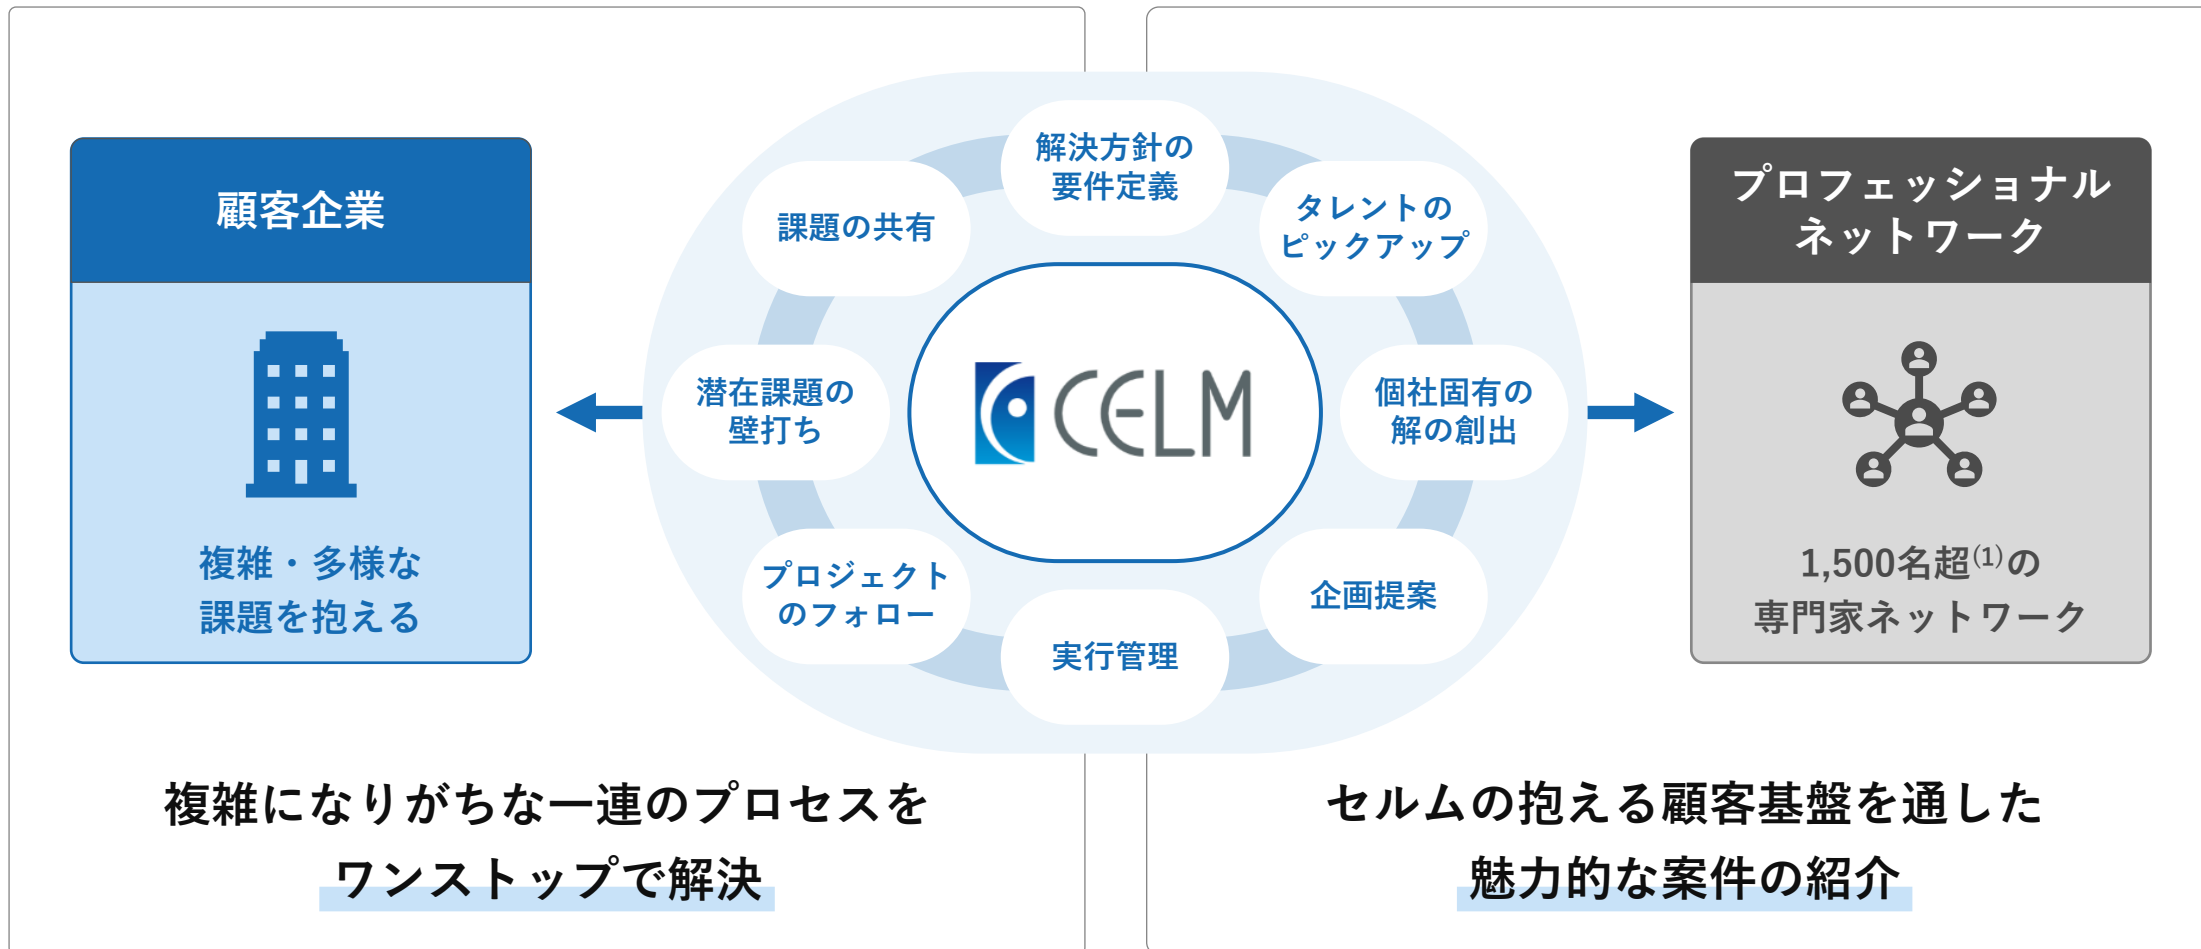 顧客企業
複雑・多様な
課題を抱える
解決方針の
要件定義
課題の共有
タレントの
ピックアップ
潜在課題の
壁打ち
CELM
個社固有の
解の創出
プロジェクト
のフォロー
企画提案
実行管理
プロフェッショナル
ネットワーク
1,500名超(1)の
専門家ネットワーク
複雑になりがちな一連のプロセスを
ワンストップで解決
セルムの抱える顧客基盤を通した
魅力的な案件の紹介